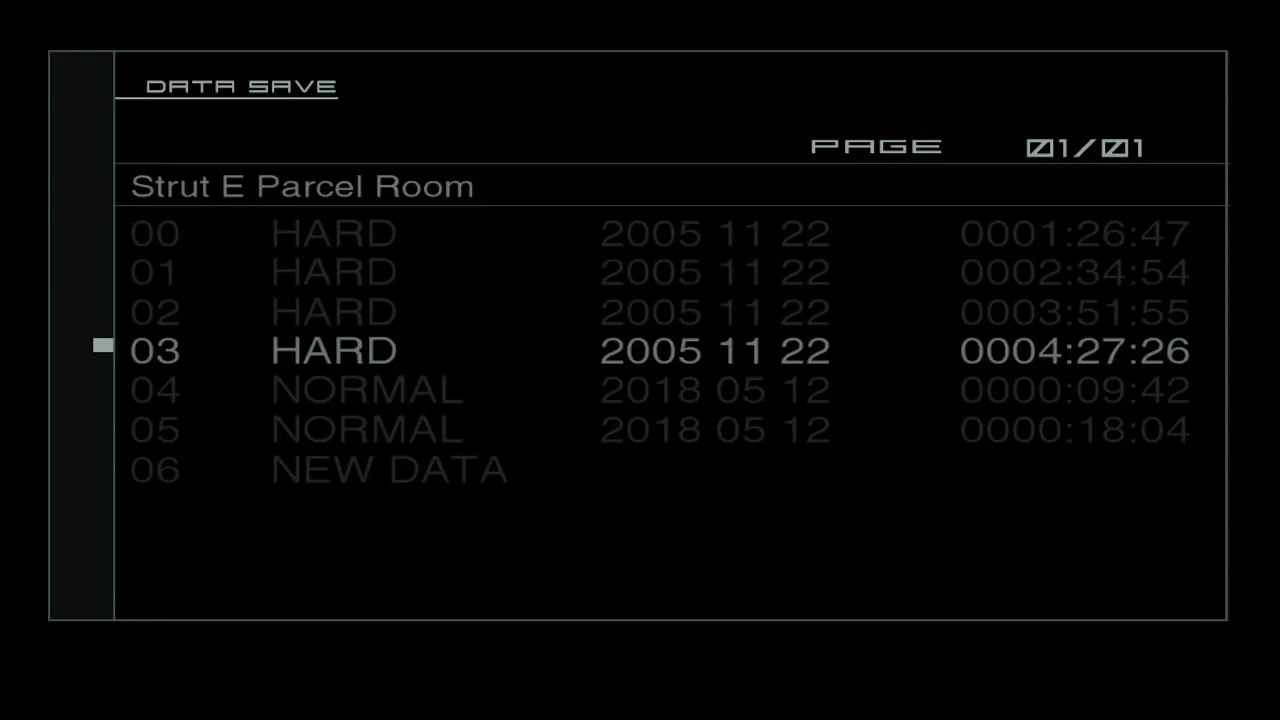 DATA SAVE
PAGE 01/01
Strut E Parcel Room
00 HARD 2005 11 22 0001:26:47
01 HARD 2005 11 22 0002:34:54
02 HARD 2005 11 22 0003:51:55
03 HARD 2005 11 22 0004:27:26
04 NORMAL 2018 05 12 0000:09:42
05 NORMAL 2018 05 12 0000:18:04
06 NEW DATA